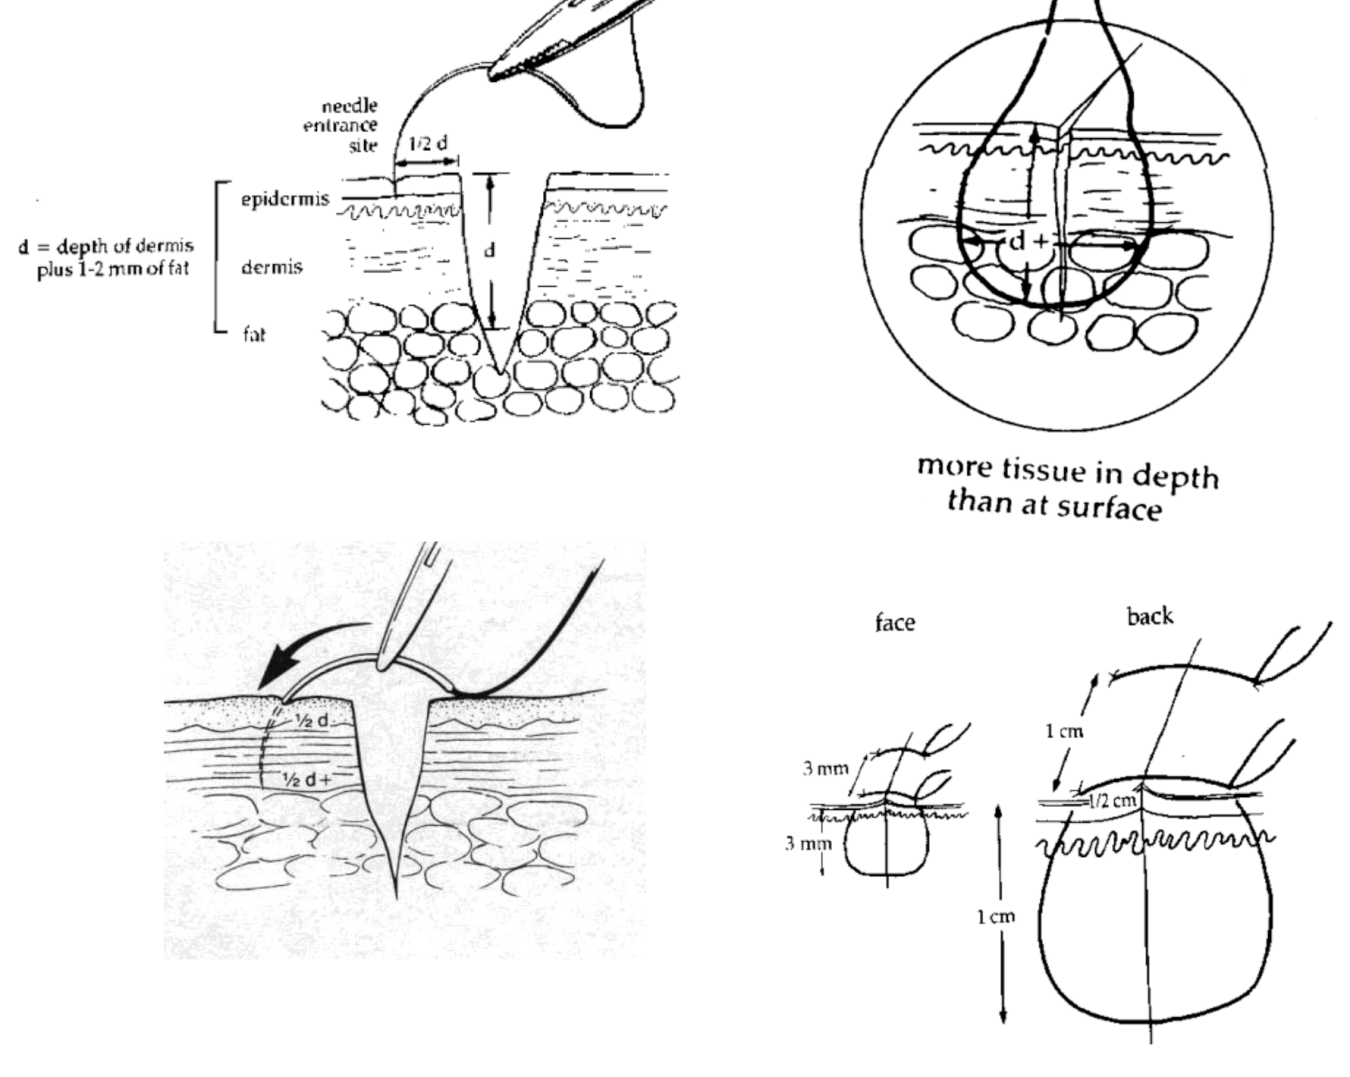 needle
entrance
site
1/2 d
epidermis
d = depth of dermis
plus 1-2 mm of fat
d
dermis
fat
d +
more tissue in depth
than at surface
½ d
½ d+
face
back
1 cm
3 mm
1/2 cm
3 mm
1 cm